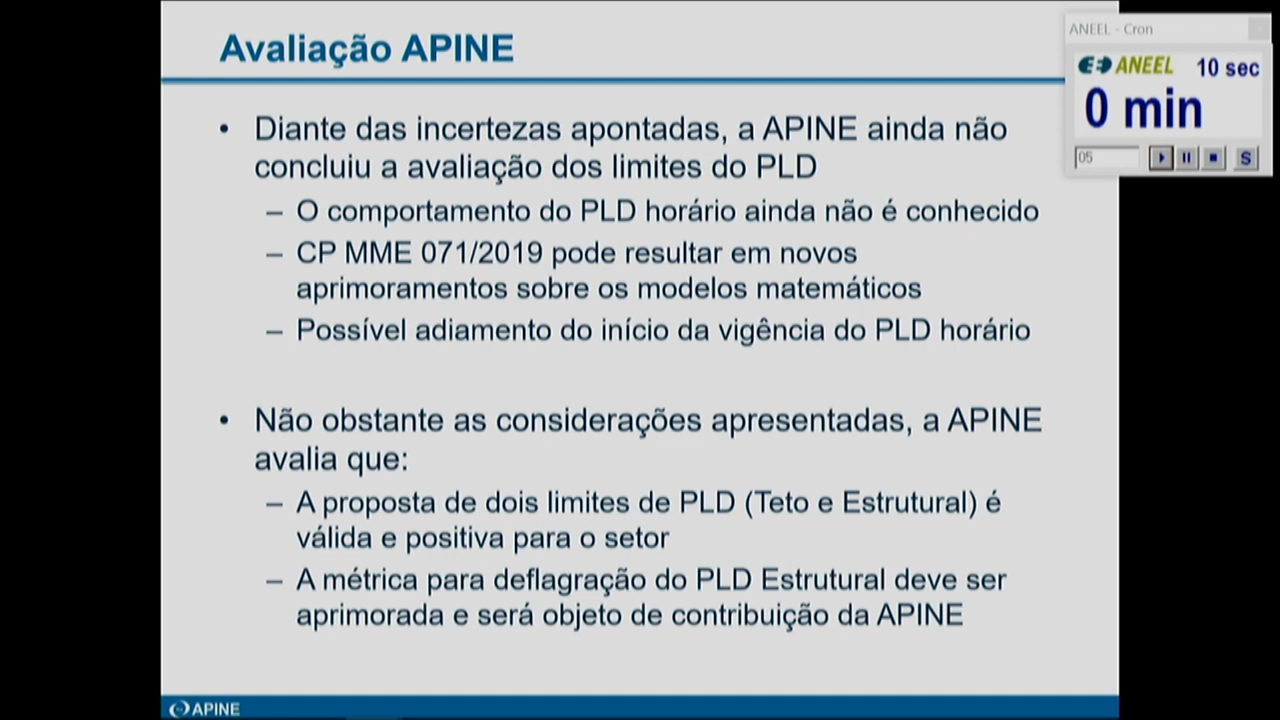 Avaliação APINE
• Diante das incertezas apontadas, a APINE ainda não
concluiu a avaliação dos limites do PLD
– O comportamento do PLD horário ainda não é conhecido
– CP MME 071/2019 pode resultar em novos
aprimoramentos sobre os modelos matemáticos
– Possível adiamento do início da vigência do PLD horário
• Não obstante as considerações apresentadas, a APINE
avalia que:
– A proposta de dois limites de PLD (Teto e Estrutural) é
válida e positiva para o setor
– A métrica para deflagração do PLD Estrutural deve ser
aprimorada e será objeto de contribuição da APINE
APINE
ANEEL - Cron
ANEEL 10 sec
0 min
05 S